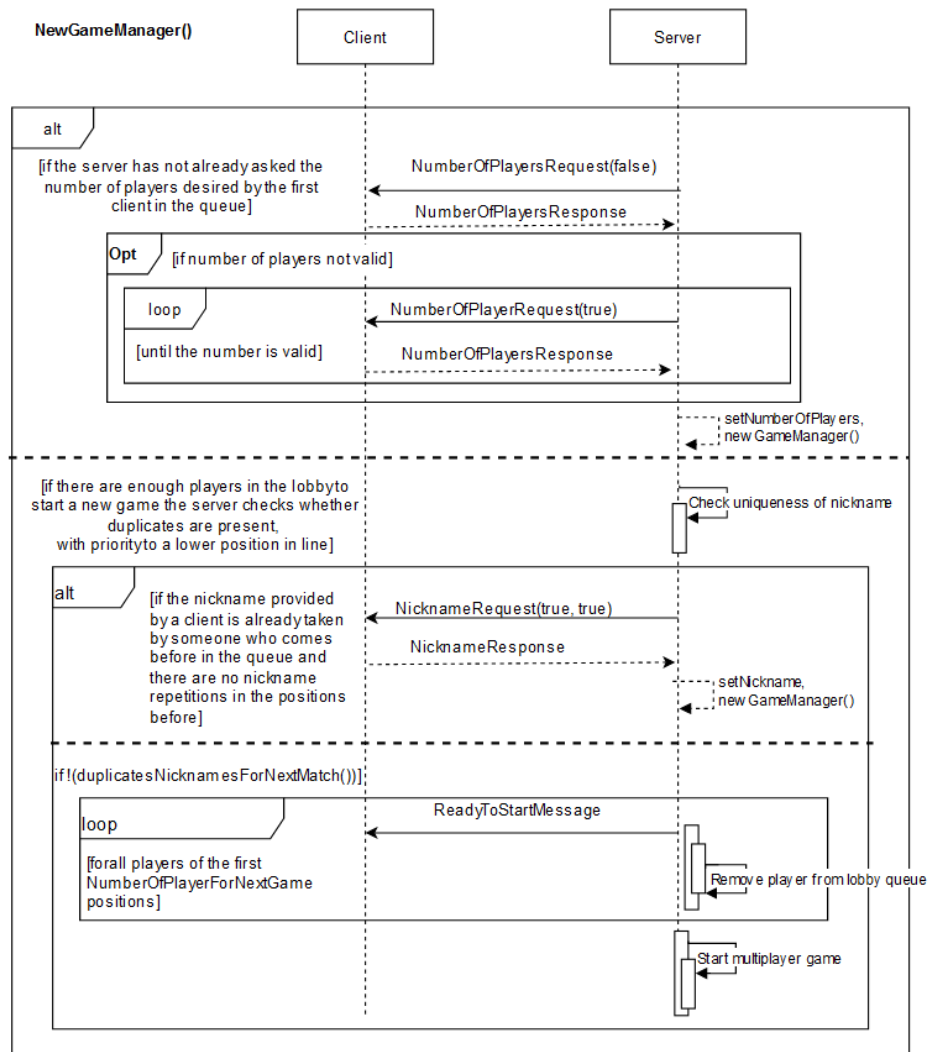 NewGameManager()
Client
Server
alt
[if the server has not already asked the
number of players desired by the first
client in the queue]
NumberOfPlayersRequest(false)
NumberOfPlayersResponse
Opt
[if number of players not valid]
loop
NumberOfPlayerRequest(true)
[until the number is valid]
NumberOfPlayersResponse
setNumberOfPlayers,
new GameManager()
[if there are enough players in the lobby to
start a new game the server checks whether
duplicates are present,
with priority to a lower position in line]
Check uniqueness of nickname
alt
[if the nickname provided
by a client is already taken
by someone who comes
before in the queue and
there are no nickname
repetitions in the positions
before]
NicknameRequest(true, true)
NicknameResponse
setNickname,
new GameManager()
if !(duplicatesNicknamesForNextMatch())]
loop
ReadyToStartMessage
[forall players of the first
NumberOfPlayerForNextGame
positions]
Remove player from lobby queue
Start multiplayer game